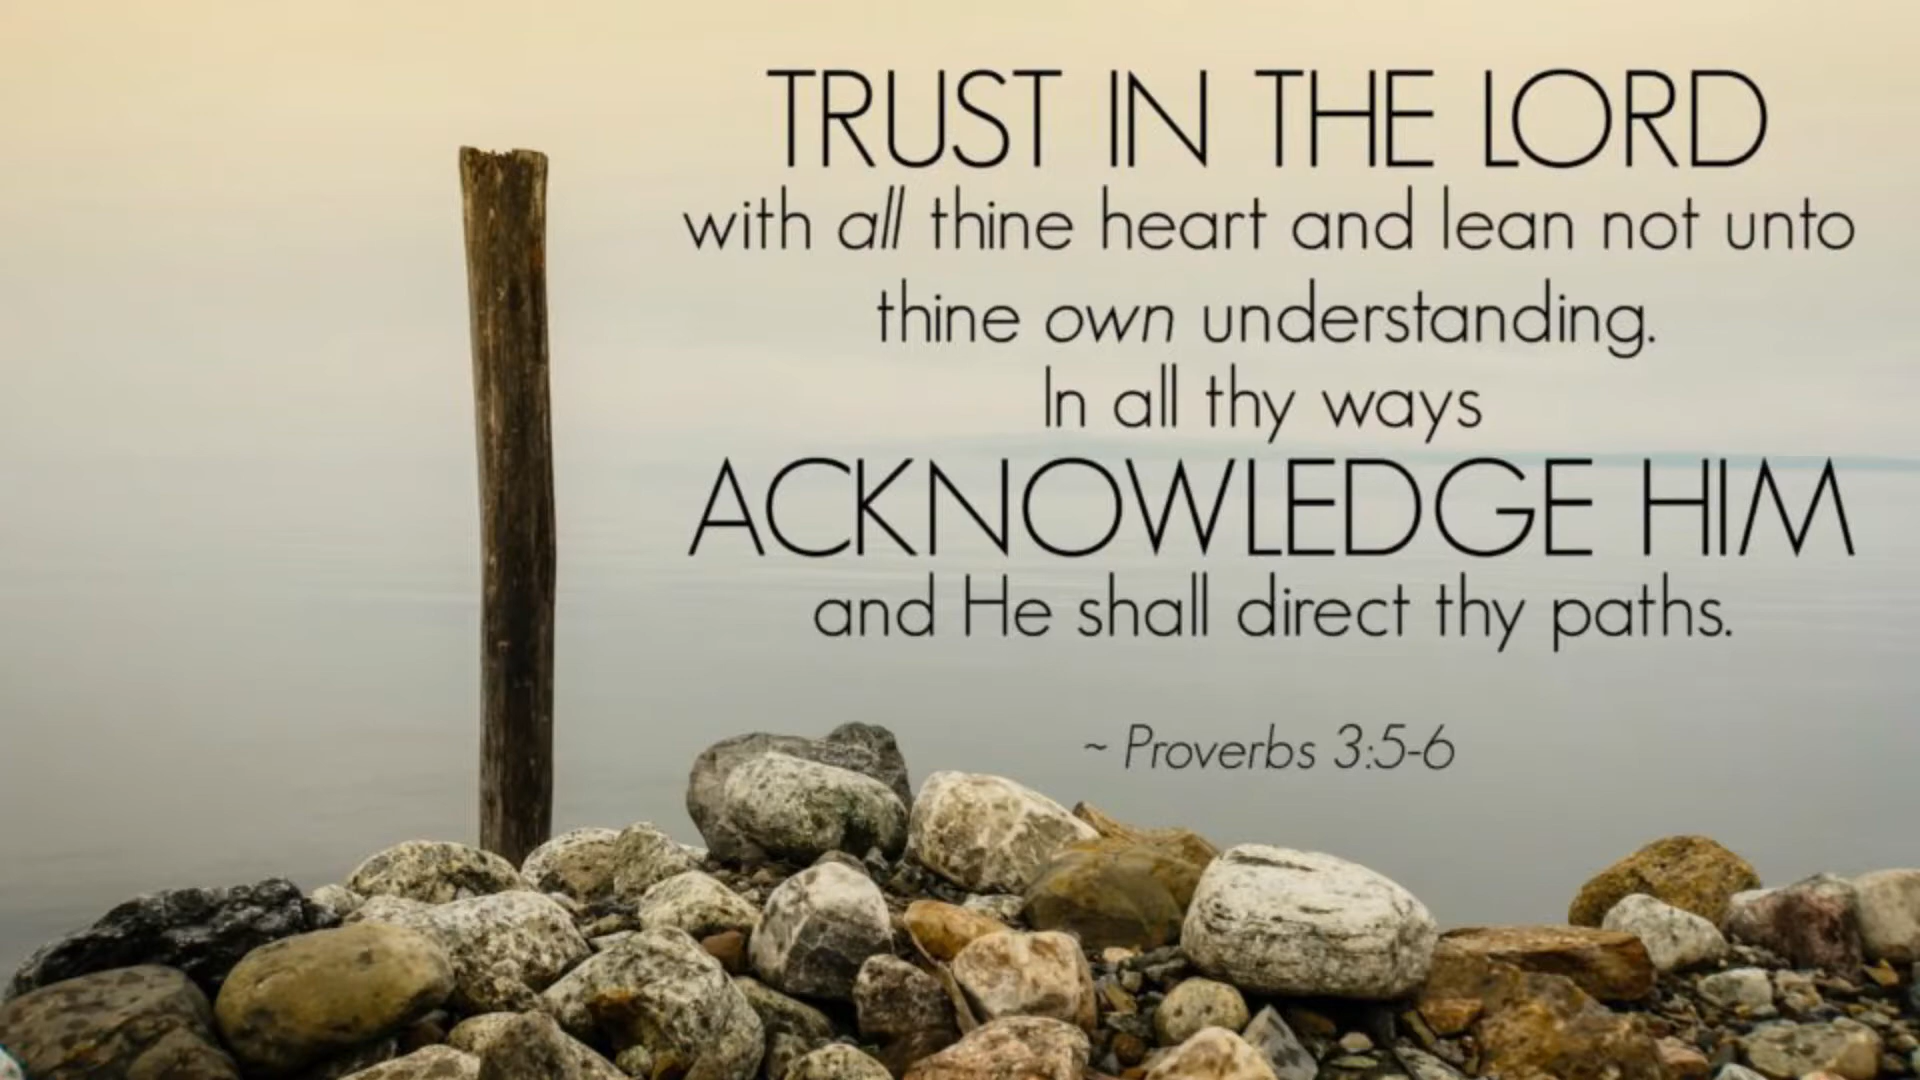 TRUST IN THE LORD
with all thine heart and lean not unto
thine own understanding.
In all thy ways
ACKNOWLEDGE HIM
and He shall direct thy paths.
~ Proverbs 3:5-6